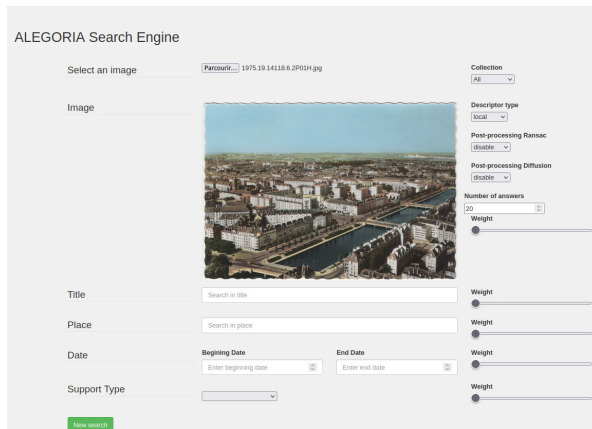 ALEGORIA Search Engine
Select an image
Parcourir... 1975.19.14118.6.2P01H.jpg
Collection
All
Image
Descriptor type
local
Post-processing Ransac
disable
Post-processing Diffusion
disable
Number of answers
20
Weight
Title
Search in title
Weight
Place
Search in place
Weight
Date
Begining Date
End Date
Enter beginning date
Enter end date
Weight
Support Type
Weight
New search